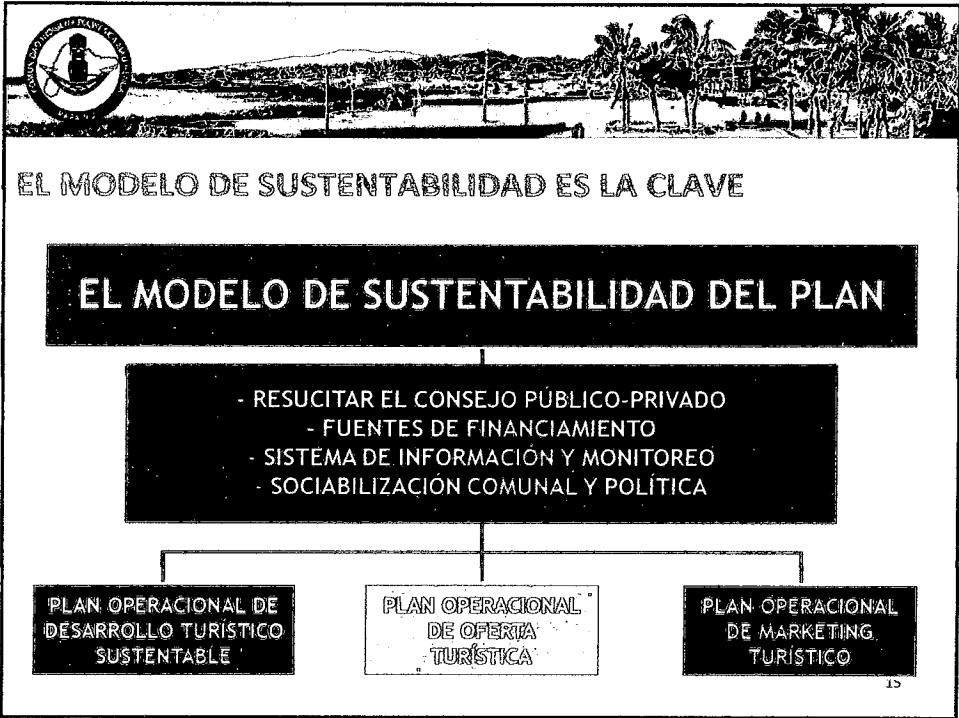 EL MODELO DE SUSTENTABILIDAD ES LA CLAVE
EL MODELO DE SUSTENTABILIDAD DEL PLAN
- RESUCITAR EL CONSEJO PÚBLICO-PRIVADO
- FUENTES DE FINANCIAMIENTO
- SISTEMA DE INFORMACIÓN Y MONITOREO
- SOCIABILIZACIÓN COMUNAL Y POLÍTICA
PLAN OPERACIONAL DE
DESARROLLO TURÍSTICO
SUSTENTABLE
PLAN OPERACIONAL
DE OFERTA
TURÍSTICA
PLAN OPERACIONAL
DE MARKETING
TURÍSTICO
15